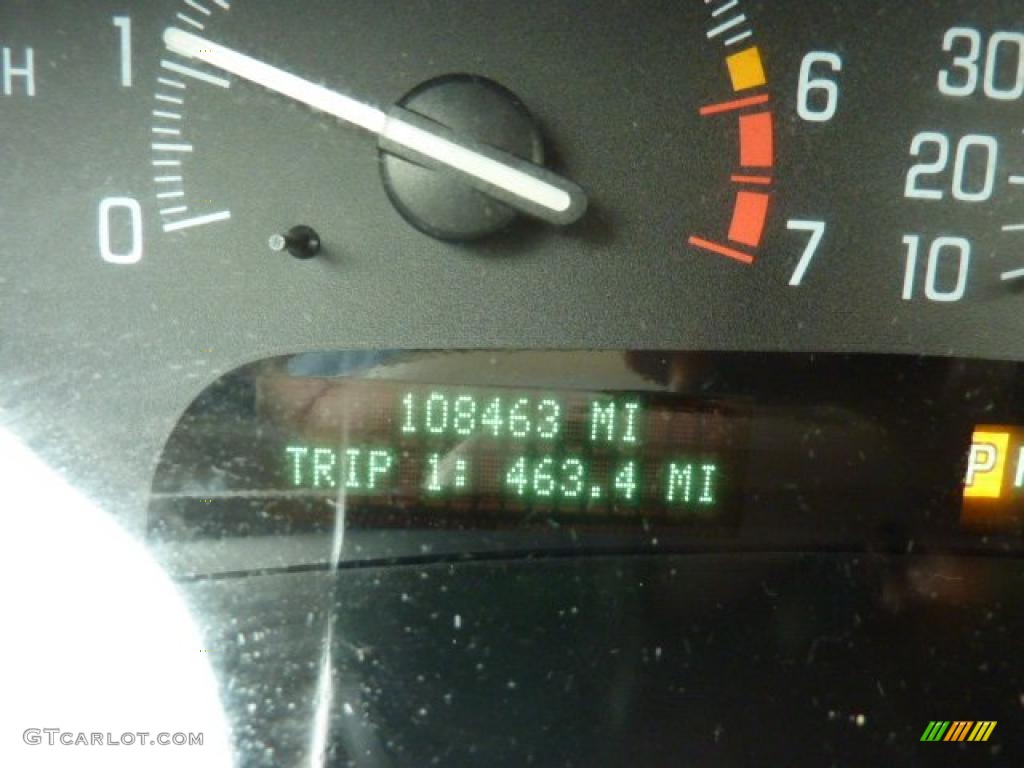 H 1 6 30
20
0 7 10
108463 MI
TRIP 1: 463.4 MI
P
GTCARLOT.COM